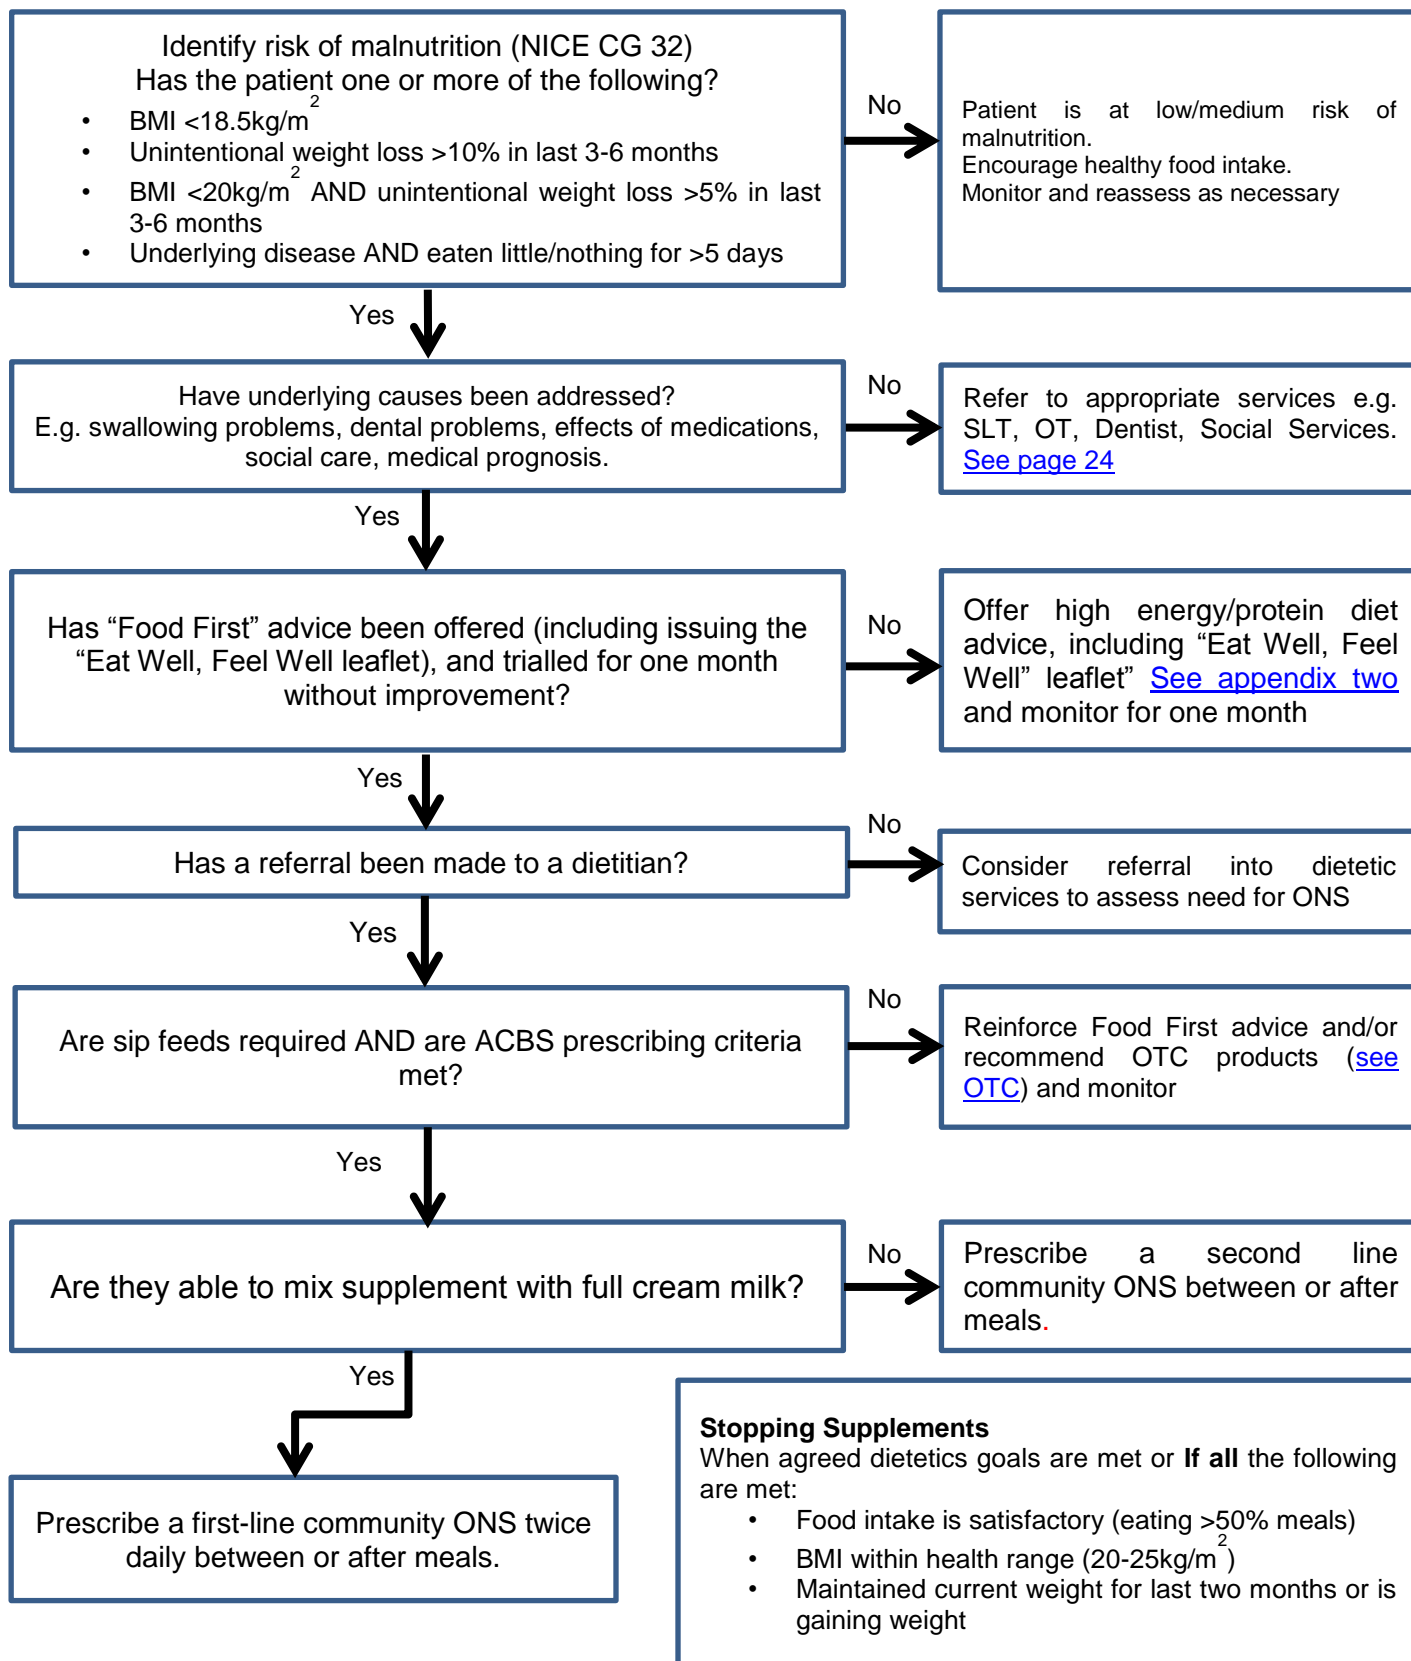 Identify risk of malnutrition (NICE CG 32)
Has the patient one or more of the following?
• BMI <18.5kg/m²
• Unintentional weight loss >10% in last 3-6 months
• BMI <20kg/m² AND unintentional weight loss >5% in last
3-6 months
• Underlying disease AND eaten little/nothing for >5 days
No
Patient is at low/medium risk of
malnutrition.
Encourage healthy food intake.
Monitor and reassess as necessary
Yes
Have underlying causes been addressed?
E.g. swallowing problems, dental problems, effects of medications,
social care, medical prognosis.
No
Refer to appropriate services e.g.
SLT, OT, Dentist, Social Services.
See page 24
Yes
Has “Food First” advice been offered (including issuing the
“Eat Well, Feel Well leaflet), and trialled for one month
without improvement?
No
Offer high energy/protein diet
advice, including “Eat Well, Feel
Well” leaflet” See appendix two
and monitor for one month
Yes
Has a referral been made to a dietitian?
No
Consider referral into dietetic
services to assess need for ONS
Yes
Are sip feeds required AND are ACBS prescribing criteria
met?
No
Reinforce Food First advice and/or
recommend OTC products (see
OTC) and monitor
Yes
Are they able to mix supplement with full cream milk?
No
Prescribe a second line
community ONS between or after
meals.
Yes
Prescribe a first-line community ONS twice
daily between or after meals.
Stopping Supplements
When agreed dietetics goals are met or If all the following
are met:
• Food intake is satisfactory (eating >50% meals)
• BMI within health range (20-25kg/m²)
• Maintained current weight for last two months or is
gaining weight